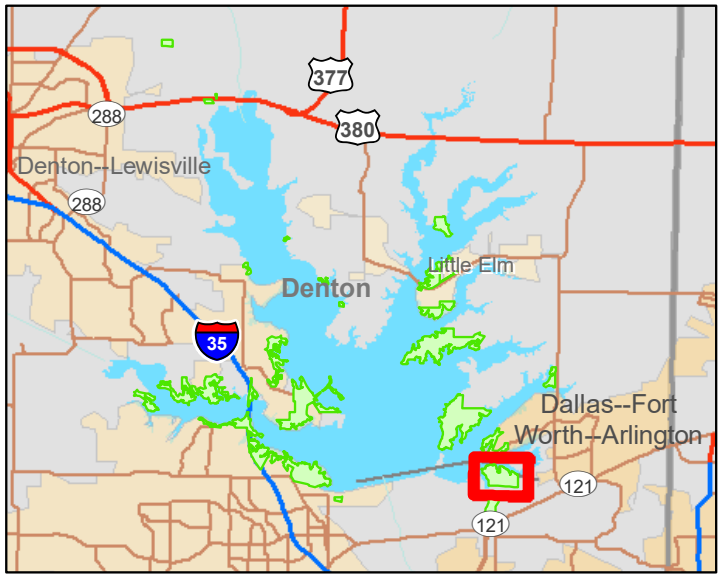 377
288
380
Denton--Lewisville
288
Little Elm
Denton
35
Dallas--Fort
Worth--Arlington
121
121